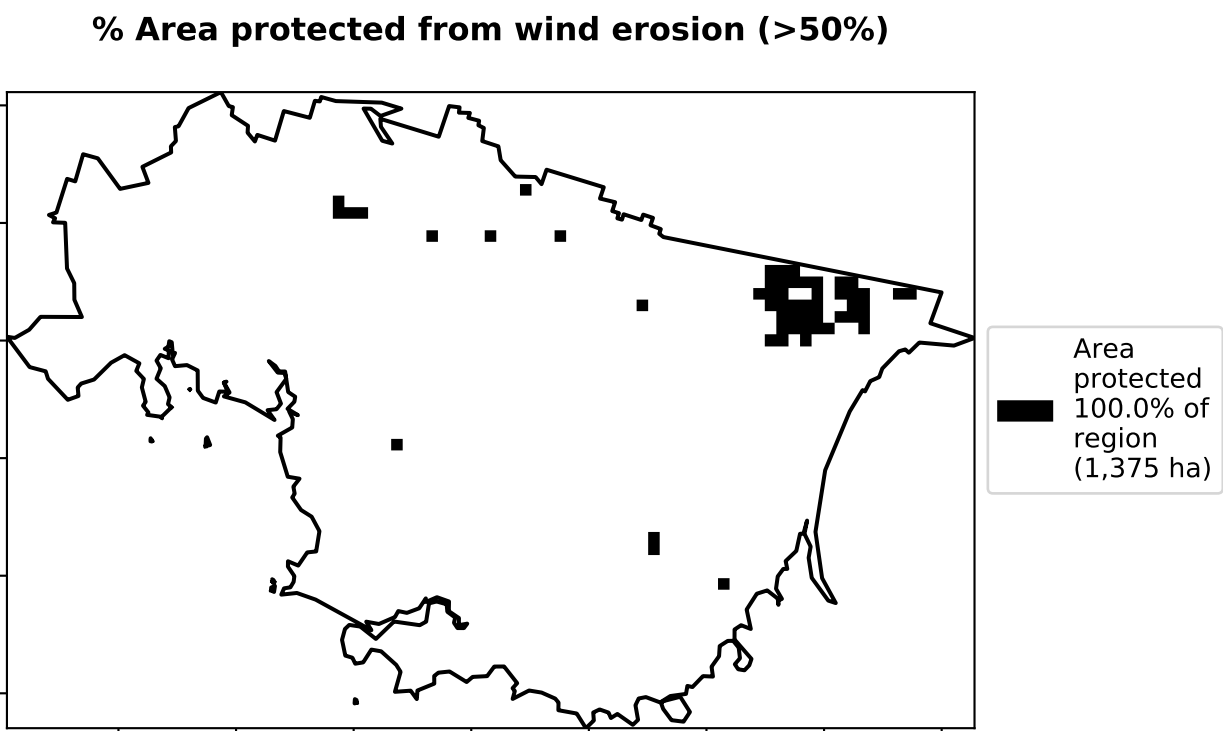 % Area protected from wind erosion (>50%)
Area
protected
100.0% of
region
(1,375 ha)